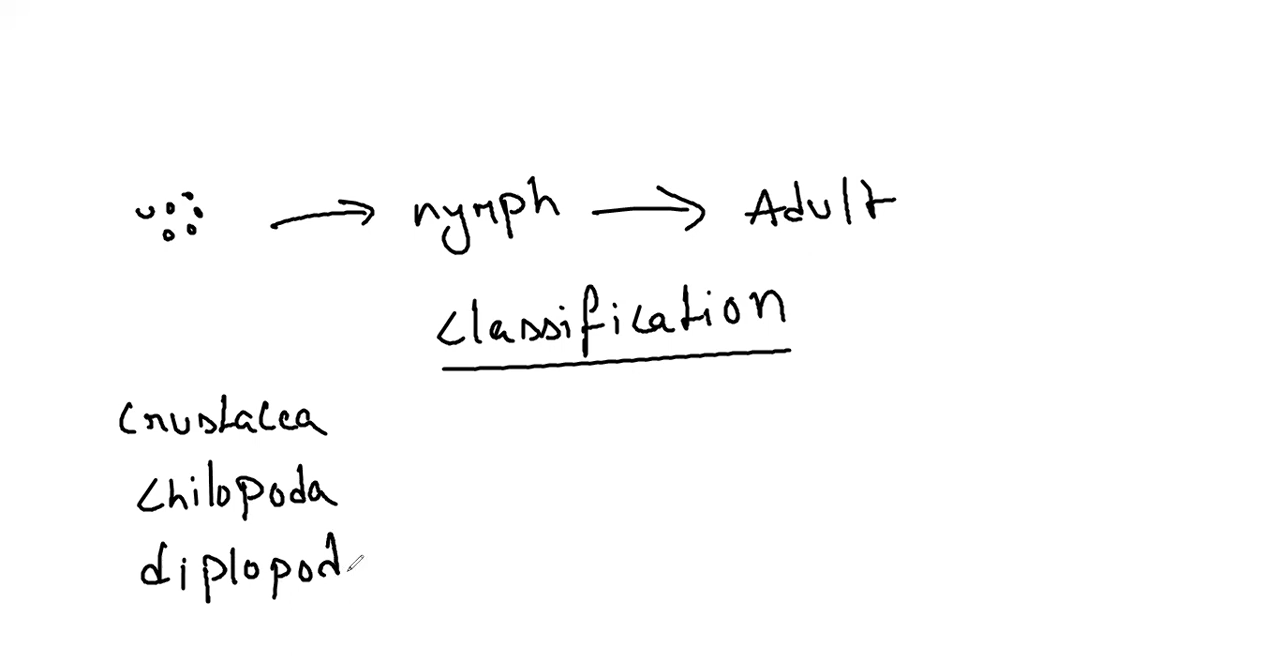 nymph Adult
Classification
Crustacea
Chilopoda
diplopod